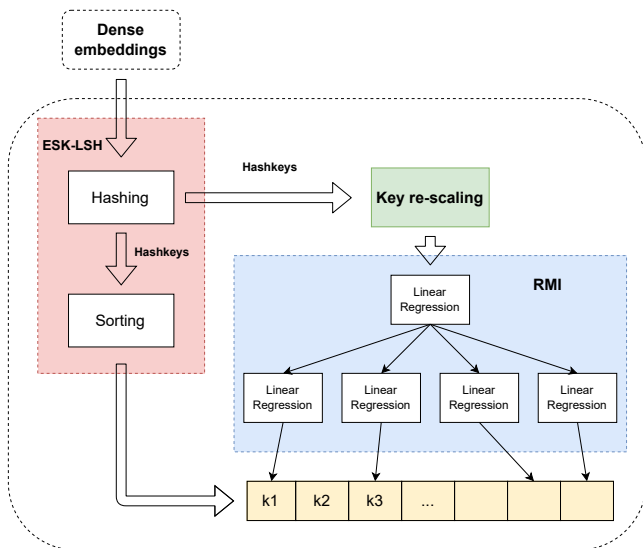 Dense
embeddings
ESK-LSH
Hashing
Hashkeys
Key re-scaling
Hashkeys
Sorting
RMI
Linear
Regression
Linear
Regression
Linear
Regression
Linear
Regression
Linear
Regression
k1
k2
k3
...